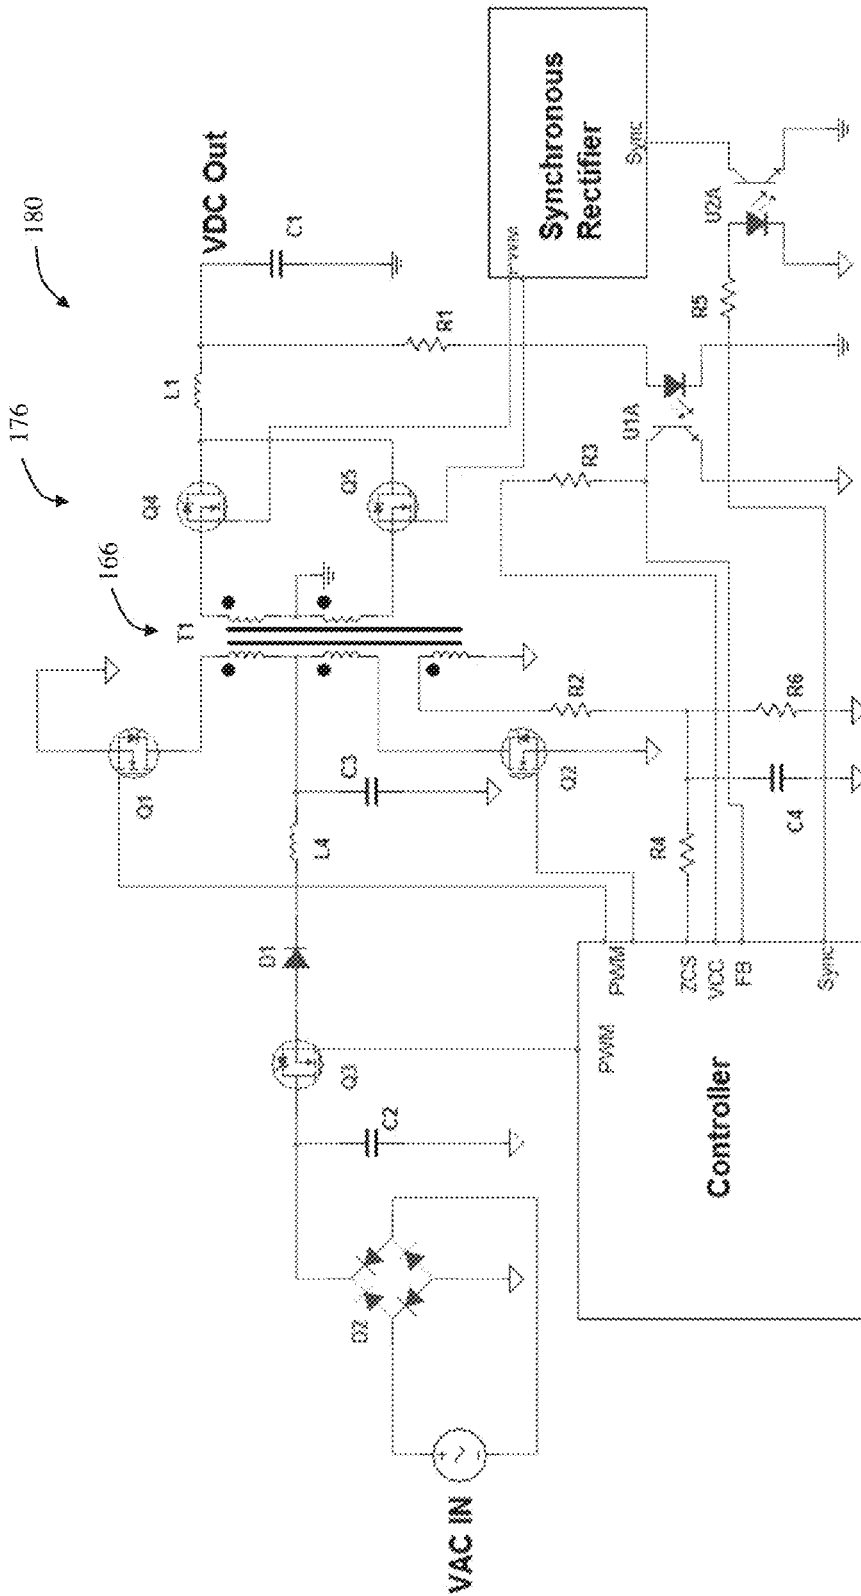 180
176
166
VAC IN
D2
C2
Q3
D1
L4
C3
Q1
Q2
T1
Q4
Q5
L1
C1
VDC Out
R1
R2
R3
R4
R5
R6
C4
U1A
U2A
Controller
PWM
PWM
ZCS
VCC
FB
Sync
Synchronous
Rectifier
PWM
Sync